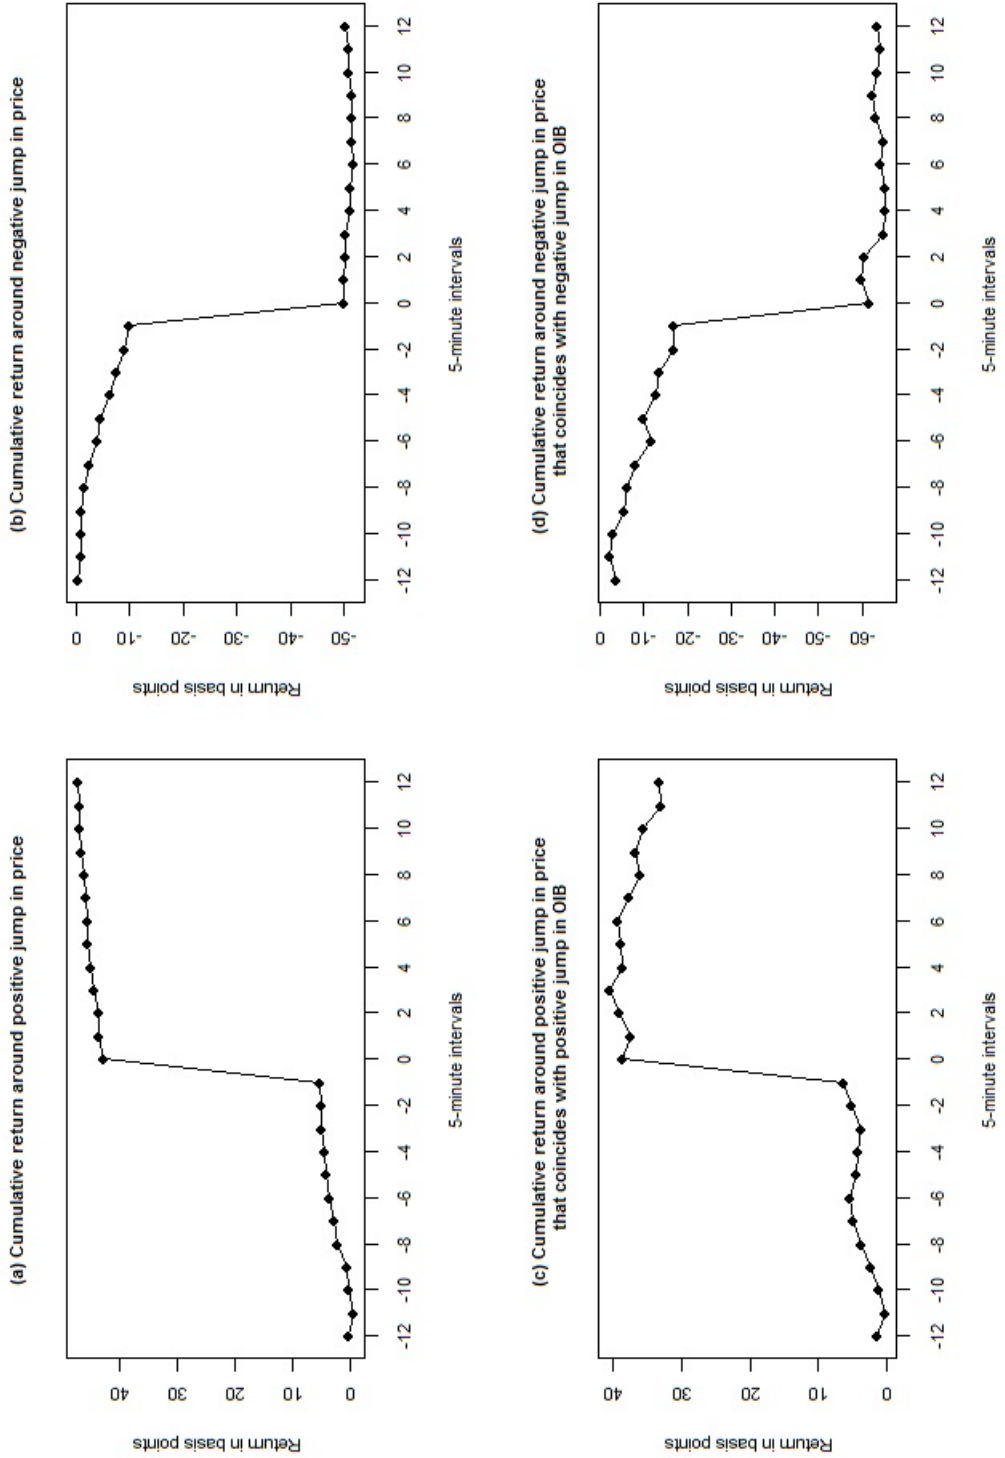 (a) Cumulative return around positive jump in price
Return in basis points
0 10 20 30 40
-12 -10 -8 -6 -4 -2 0 2 4 6 8 10 12
5-minute intervals
(b) Cumulative return around negative jump in price
Return in basis points
-50 -40 -30 -20 -10 0
-12 -10 -8 -6 -4 -2 0 2 4 6 8 10 12
5-minute intervals
(c) Cumulative return around positive jump in price
that coincides with positive jump in OIB
Return in basis points
0 10 20 30 40
-12 -10 -8 -6 -4 -2 0 2 4 6 8 10 12
5-minute intervals
(d) Cumulative return around negative jump in price
that coincides with negative jump in OIB
Return in basis points
-60 -50 -40 -30 -20 -10 0
-12 -10 -8 -6 -4 -2 0 2 4 6 8 10 12
5-minute intervals